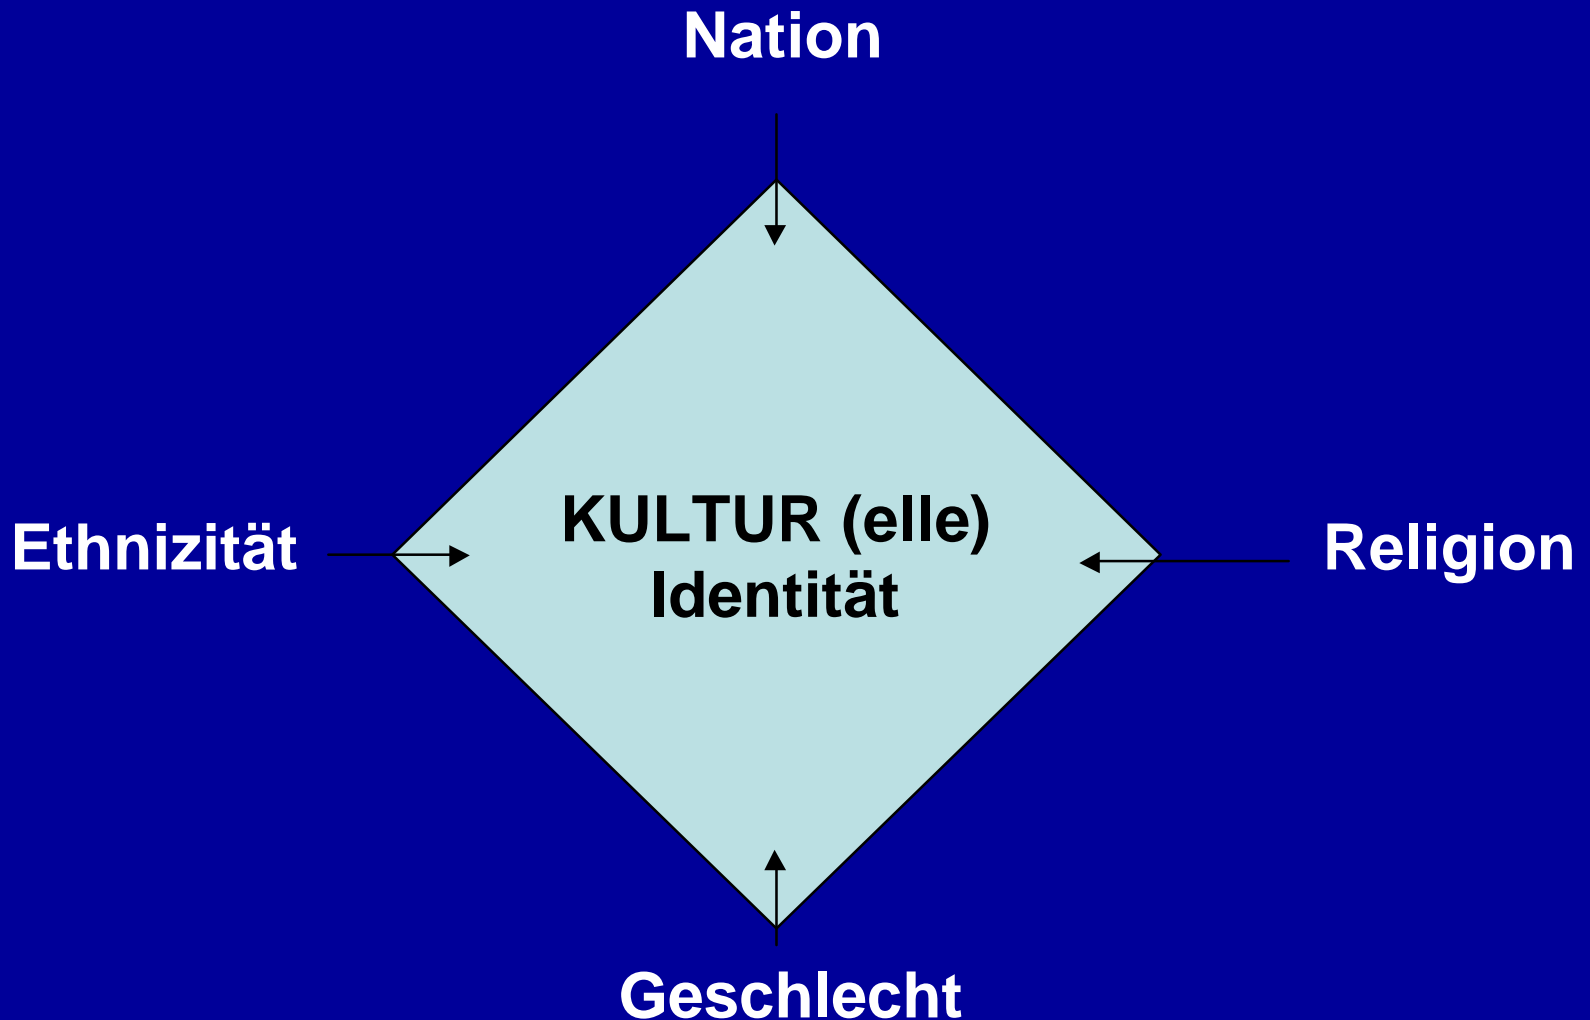 Nation
KULTUR (elle)
Identität
Ethnizität
Religion
Geschlecht